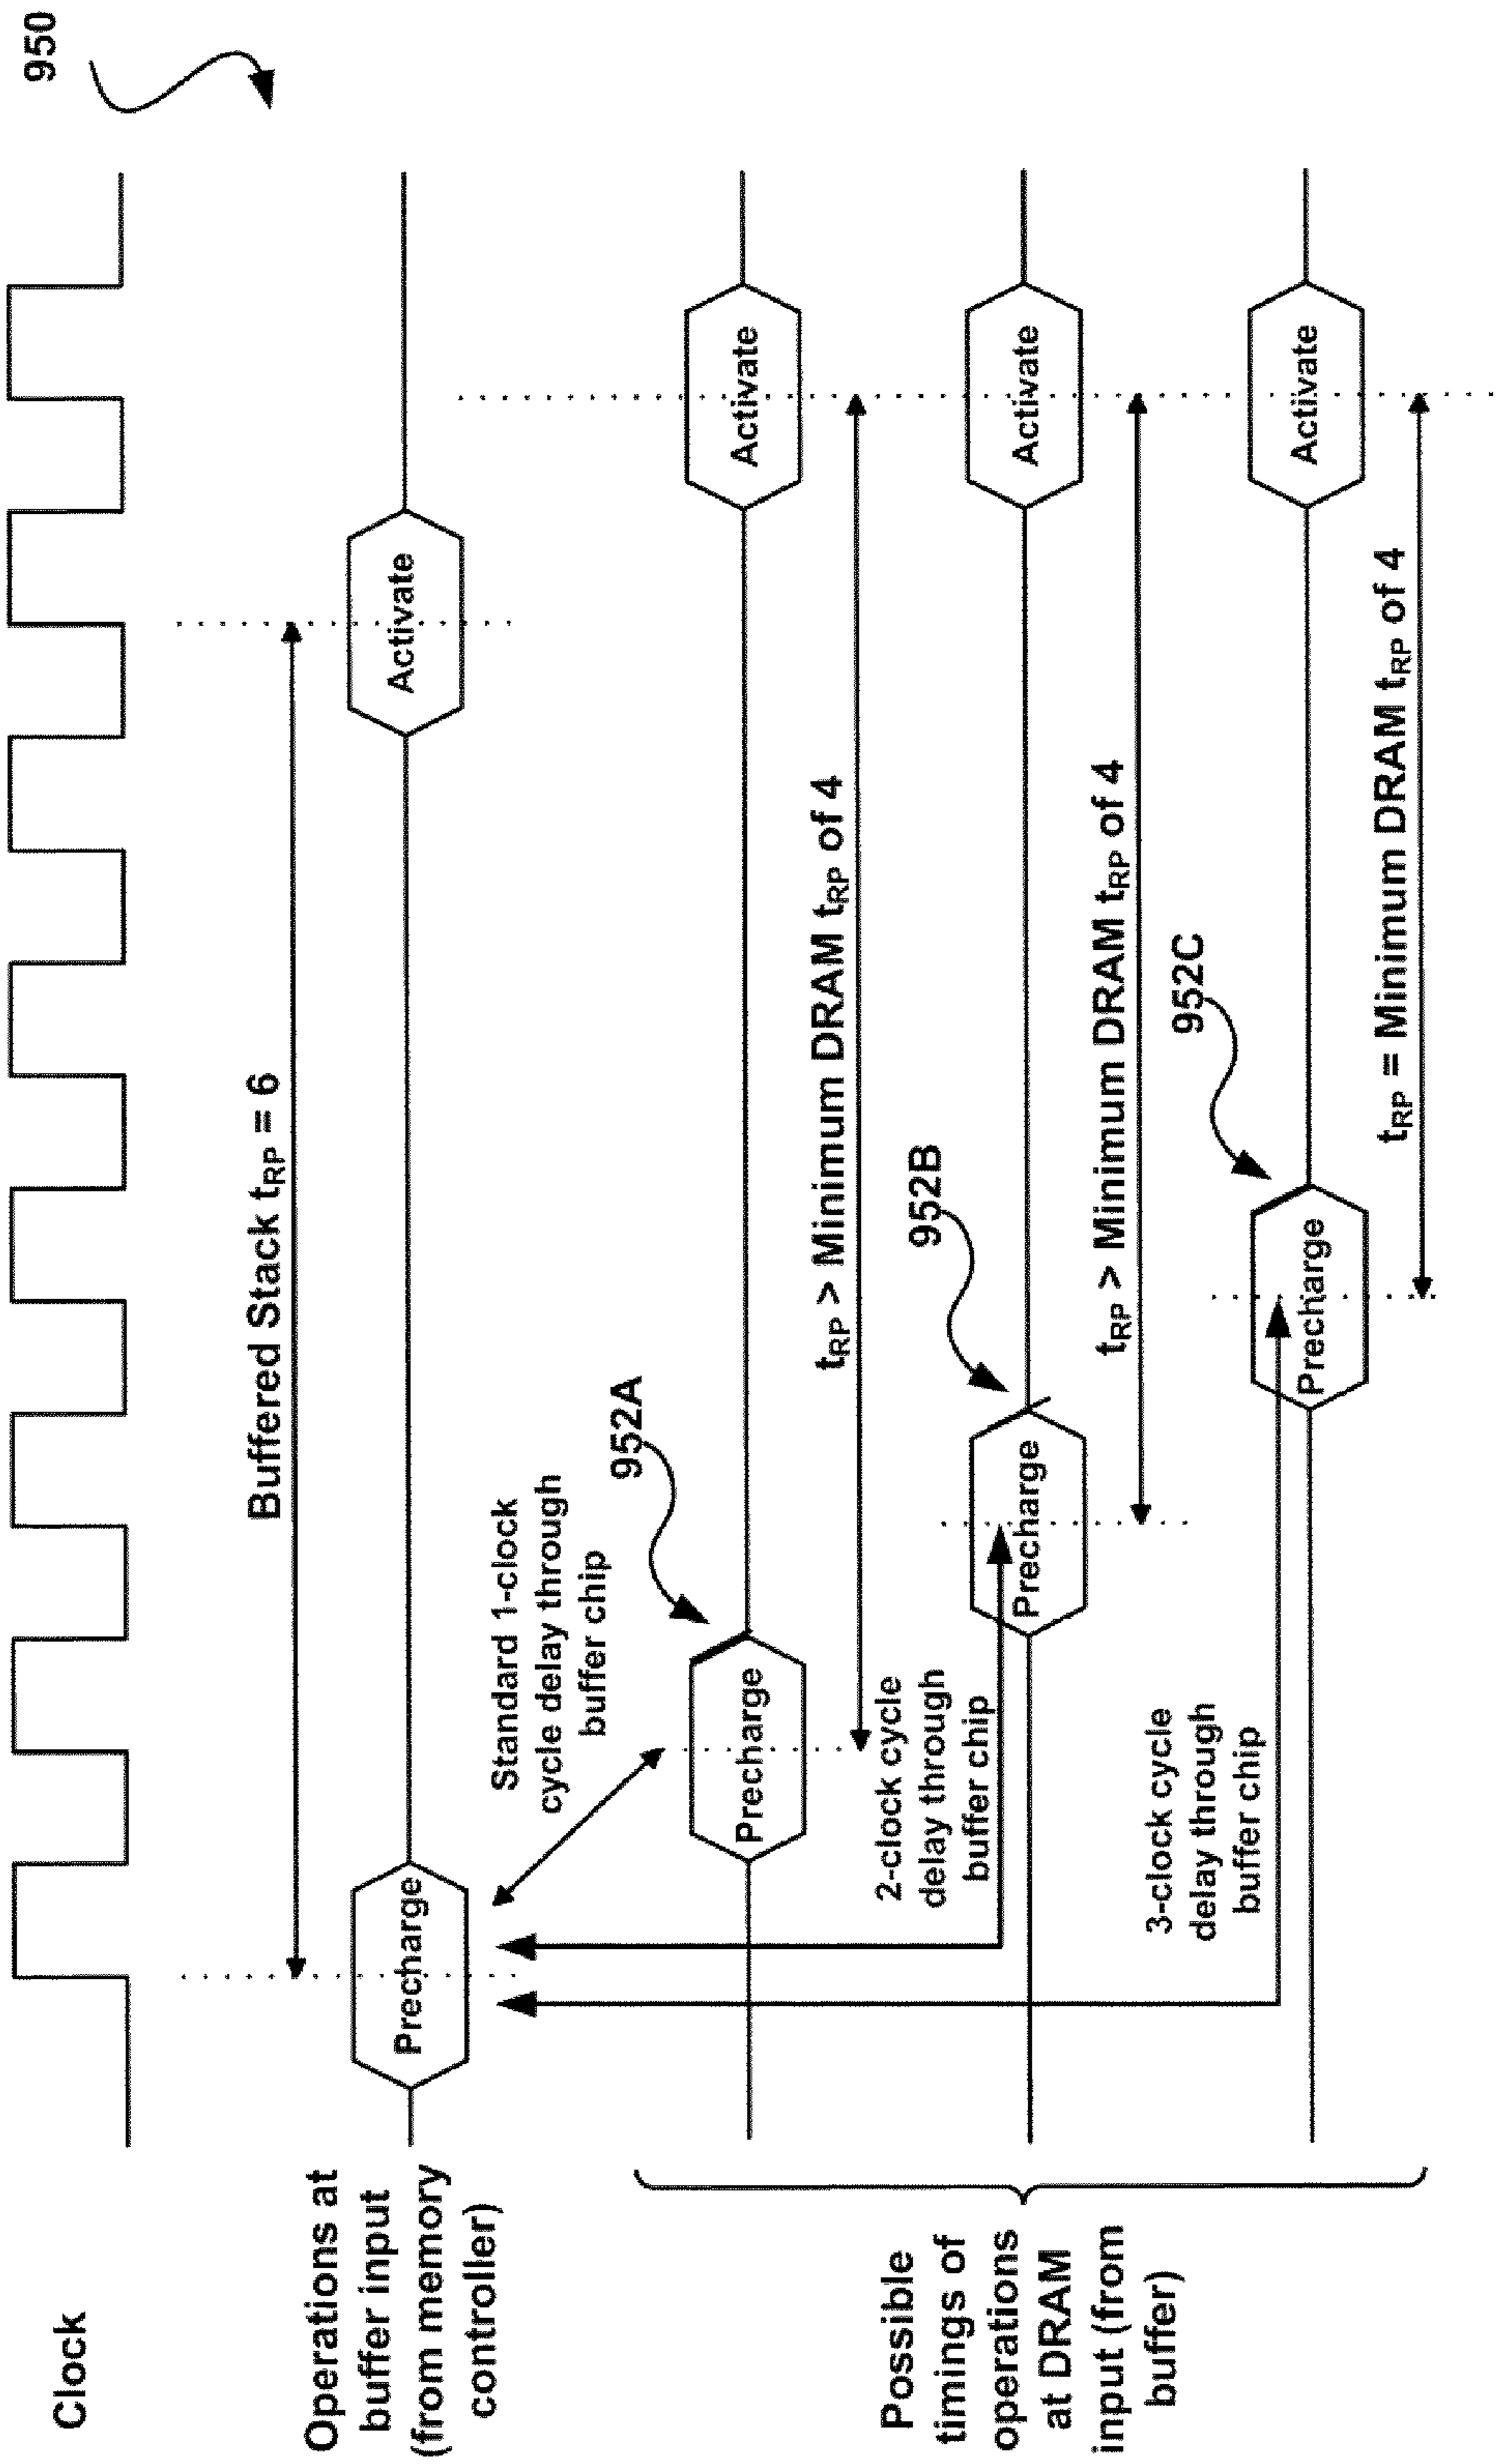 950
Clock
Operations at
buffer input
(from memory
controller)
Buffered Stack tRP = 6
Precharge
Activate
Standard 1-clock
cycle delay through
buffer chip
952A
Precharge
Activate
tRP > Minimum DRAM tRP of 4
Possible
timings of
operations
at DRAM
input (from
buffer)
2-clock cycle
delay through
buffer chip
952B
Precharge
Activate
tRP > Minimum DRAM tRP of 4
3-clock cycle
delay through
buffer chip
952C
Precharge
Activate
tRP = Minimum DRAM tRP of 4